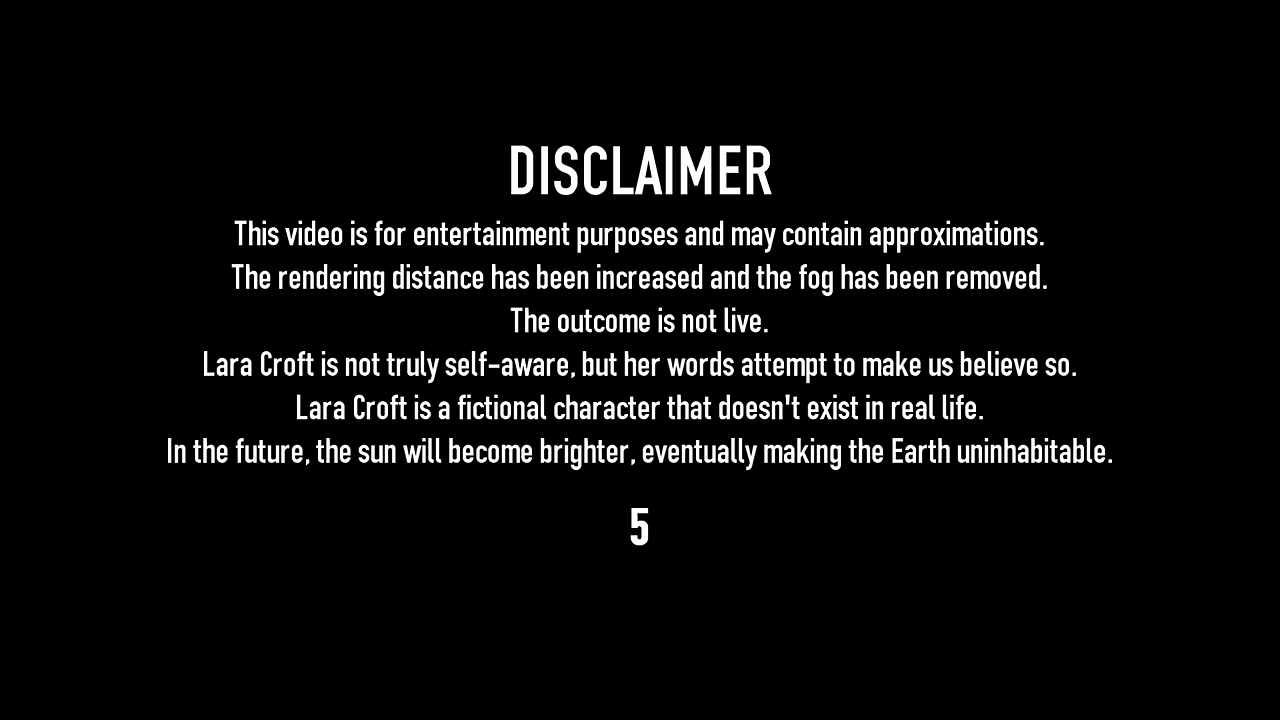 DISCLAIMER
This video is for entertainment purposes and may contain approximations.
The rendering distance has been increased and the fog has been removed.
The outcome is not live.
Lara Croft is not truly self-aware, but her words attempt to make us believe so.
Lara Croft is a fictional character that doesn't exist in real life.
In the future, the sun will become brighter, eventually making the Earth uninhabitable.
5